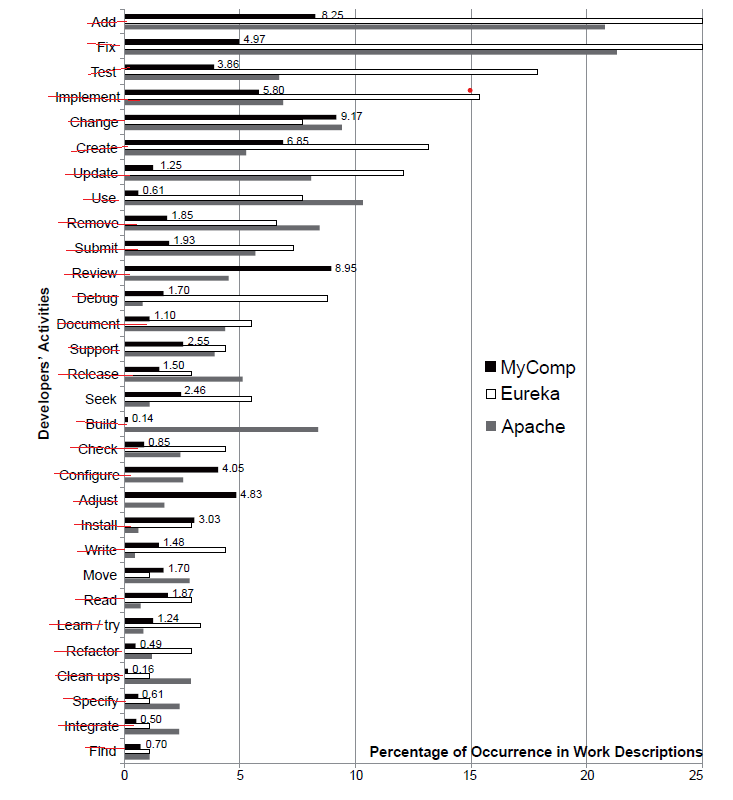 Add 8.25
Fix 4.97
Test 3.86
Implement 5.80
Change 9.17
Create 6.85
Update 1.25
Use 0.61
Remove 1.85
Submit 1.93
Review 8.95
Debug 1.70
Document 1.10
Support 2.55
Release 1.50
Seek 2.46
Build 0.14
Check 0.85
Configure 4.05
Adjust 4.83
Install 3.03
Write 1.48
Move 1.70
Read 1.87
Learn / try 1.24
Refactor 0.49
Clean ups 0.16
Specify 0.61
Integrate 0.50
Find 0.70
Developers' Activities
MyComp
Eureka
Apache
Percentage of Occurrence in Work Descriptions
0 5 10 15 20 25